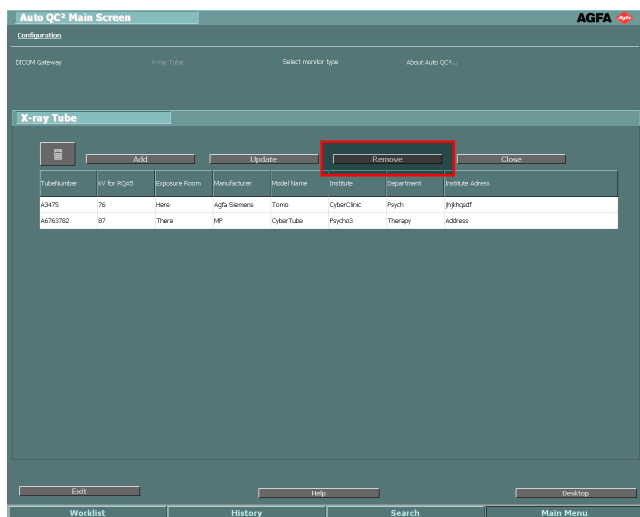 Auto QC² Main Screen
AGFA Agfa
Configuration
DICOM Gateway X-ray Tube Select monitor type About Auto QC²...
X-ray Tube
Add Update Remove Close
TubeNumber kV for RQA5 Exposure Room Manufacturer Model Name Institute Department Institute Adress
A3475 76 Here Agfa Siemens Tomo CyberClinic Psych jhjkhqsdf
A6763782 87 There MP CyberTube Psycho3 Therapy Address
Exit Help Desktop
Worklist History Search Main Menu